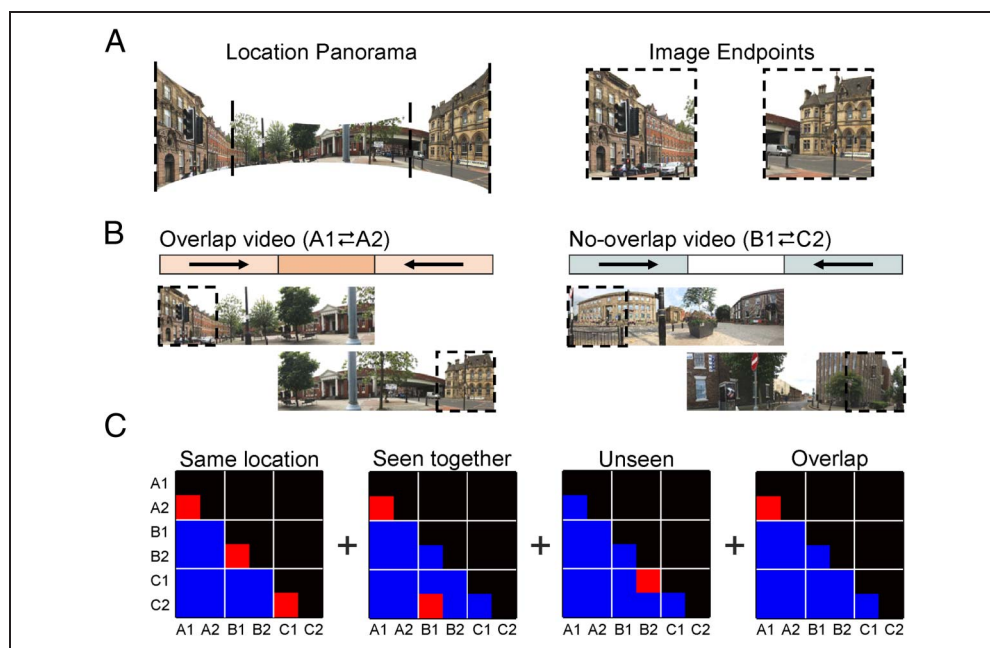 A
Location Panorama
Image Endpoints
B
Overlap video (A1⇄A2)
No-overlap video (B1⇄C2)
C
Same location
Seen together
Unseen
Overlap
A1
A2
B1
B2
C1
C2
+
+
+
A1 A2 B1 B2 C1 C2
A1 A2 B1 B2 C1 C2
A1 A2 B1 B2 C1 C2
A1 A2 B1 B2 C1 C2